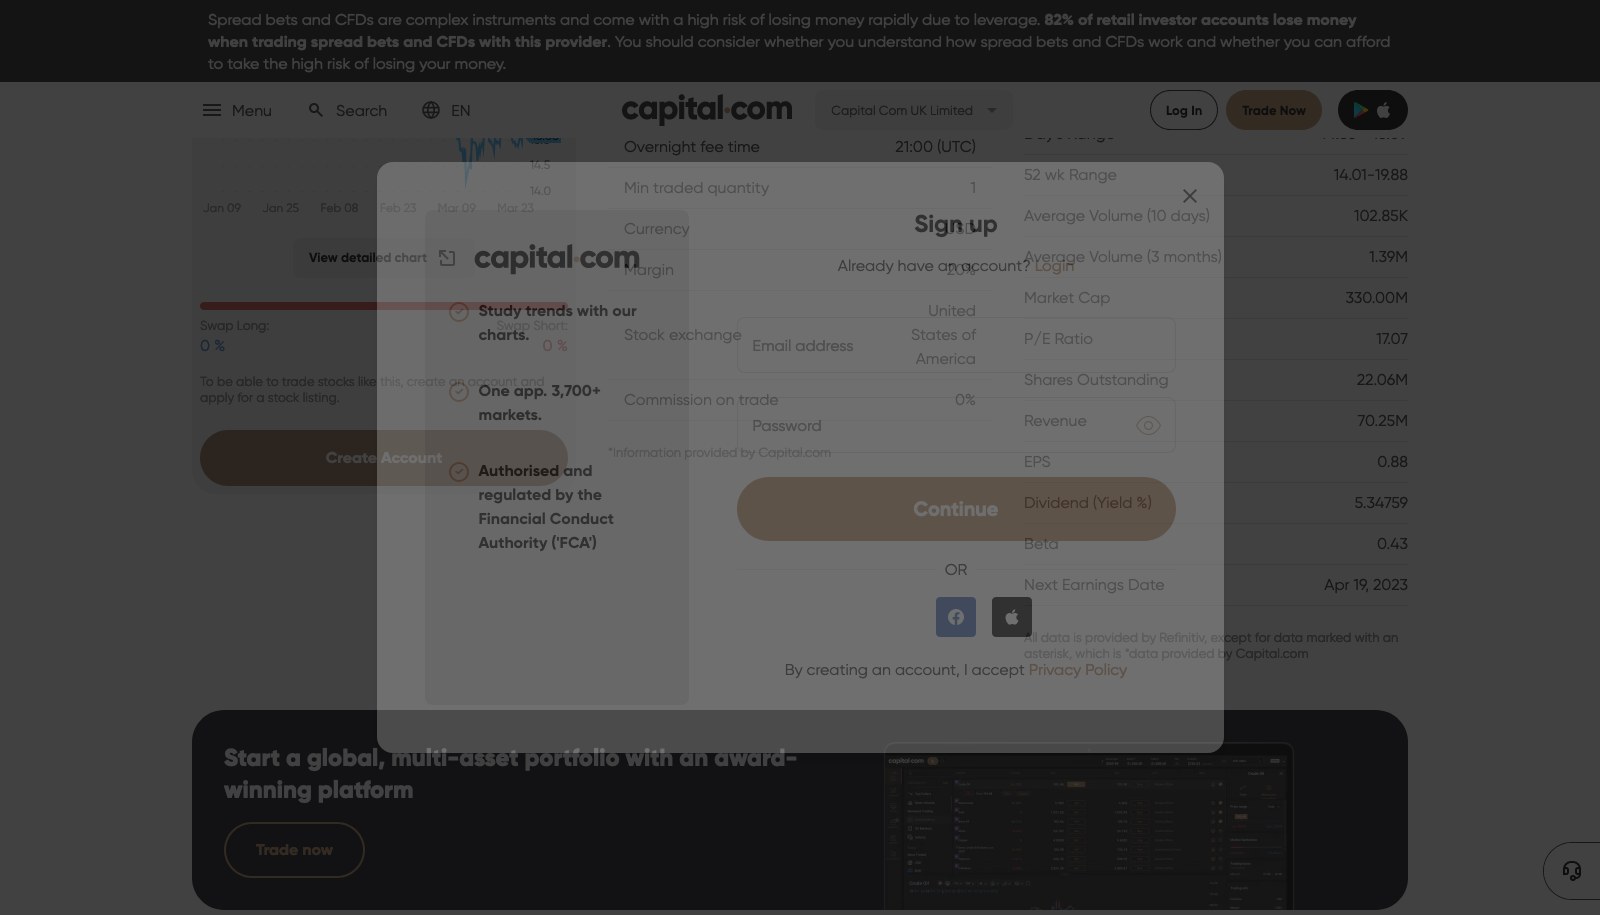 Spread bets and CFDs are complex instruments and come with a high risk of losing money rapidly due to leverage. 82% of retail investor accounts lose money
when trading spread bets and CFDs with this provider. You should consider whether you understand how spread bets and CFDs work and whether you can afford
to take the high risk of losing your money.
Menu
Search
EN
capital.com
Capital Com UK Limited
Log In
Trade Now
14.5
14.0
Jan 09 Jan 25 Feb 08 Feb 23 Mar 09 Mar 23
View detailed chart
Swap Long:
0 %
Swap Short:
0 %
To be able to trade stocks like this, create an account and
apply for a stock listing.
Create Account
Overnight fee time 21:00 (UTC)
Min traded quantity 1
Currency USD
Margin 20%
Stock exchange United
States of
America
Commission on trade 0%
*Information provided by Capital.com
52 wk Range 14.01-19.88
Average Volume (10 days) 102.85K
Average Volume (3 months) 1.39M
Market Cap 330.00M
P/E Ratio 17.07
Shares Outstanding 22.06M
Revenue 70.25M
EPS 0.88
Dividend (Yield %) 5.34759
Beta 0.43
Next Earnings Date Apr 19, 2023
All data is provided by Refinitiv, except for data marked with an
asterisk, which is *data provided by Capital.com
capital.com
Study trends with our
charts.
One app. 3,700+
markets.
Authorised and
regulated by the
Financial Conduct
Authority ('FCA')
Sign up
Already have an account? Login
Email address
Password
Continue
OR
By creating an account, I accept Privacy Policy
Start a global, multi-asset portfolio with an award-
winning platform
Trade now
capital.com